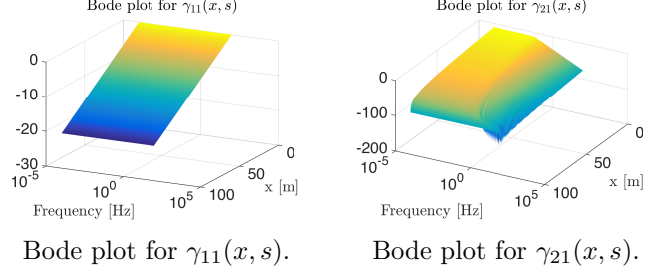 Bode plot for γ₁₁(x, s)
0
-10
-20
-30
10⁻⁵
10⁰
10⁵
Frequency [Hz]
100
50
0
x [m]
Bode plot for γ₁₁(x, s).
Bode plot for γ₂₁(x, s)
0
-100
-200
10⁻⁵
10⁰
10⁵
Frequency [Hz]
100
50
0
x [m]
Bode plot for γ₂₁(x, s).